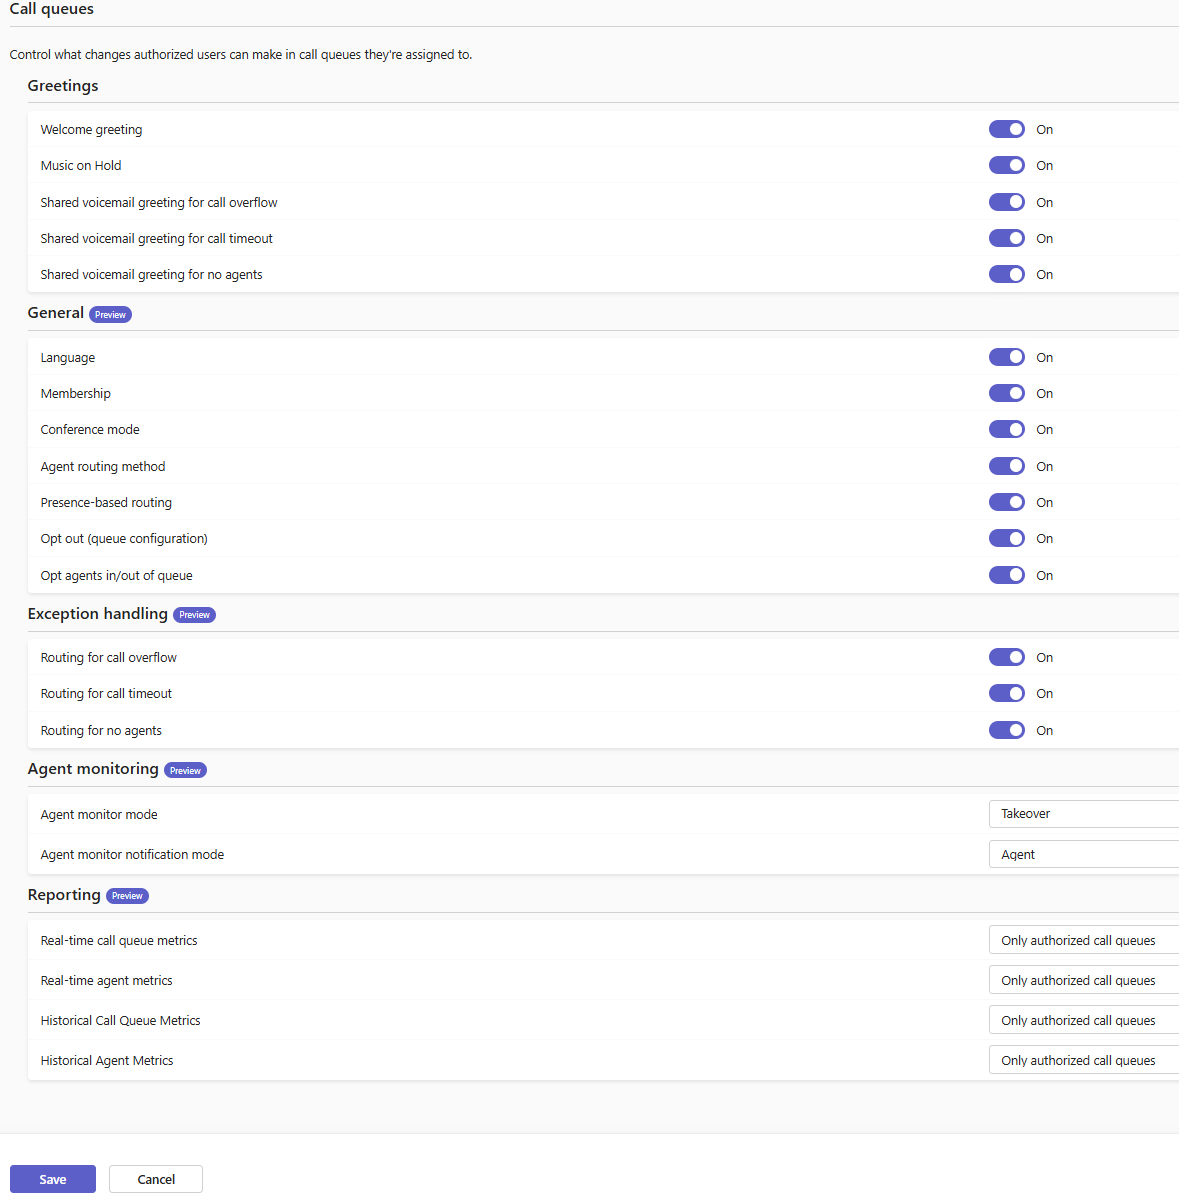 Call queues
Control what changes authorized users can make in call queues they're assigned to.
Greetings
Welcome greeting On
Music on Hold On
Shared voicemail greeting for call overflow On
Shared voicemail greeting for call timeout On
Shared voicemail greeting for no agents On
General Preview
Language On
Membership On
Conference mode On
Agent routing method On
Presence-based routing On
Opt out (queue configuration) On
Opt agents in/out of queue On
Exception handling Preview
Routing for call overflow On
Routing for call timeout On
Routing for no agents On
Agent monitoring Preview
Agent monitor mode Takeover
Agent monitor notification mode Agent
Reporting Preview
Real-time call queue metrics Only authorized call queues
Real-time agent metrics Only authorized call queues
Historical Call Queue Metrics Only authorized call queues
Historical Agent Metrics Only authorized call queues
Save Cancel